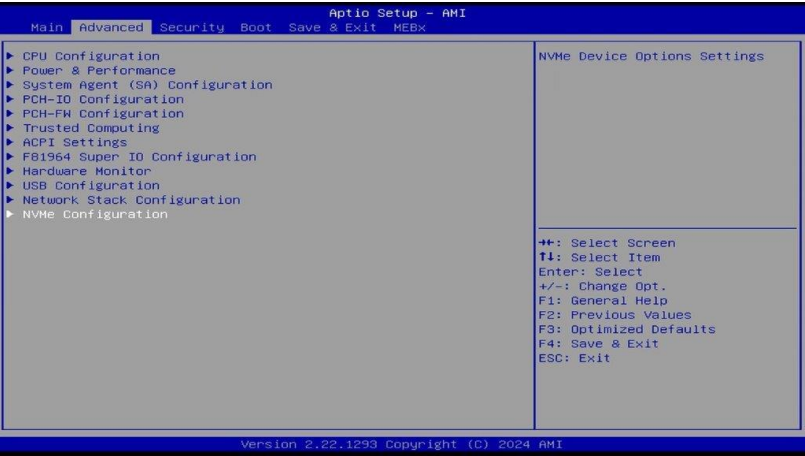 Aptio Setup - AMI
Main Advanced Security Boot Save & Exit MEBx
CPU Configuration
Power & Performance
System Agent (SA) Configuration
PCH-IO Configuration
PCH-FW Configuration
Trusted Computing
ACPI Settings
F81964 Super IO Configuration
Hardware Monitor
USB Configuration
Network Stack Configuration
NVMe Configuration
NVMe Device Options Settings
→←: Select Screen
↑↓: Select Item
Enter: Select
+/-: Change Opt.
F1: General Help
F2: Previous Values
F3: Optimized Defaults
F4: Save & Exit
ESC: Exit
Version 2.22.1293 Copyright (C) 2024 AMI